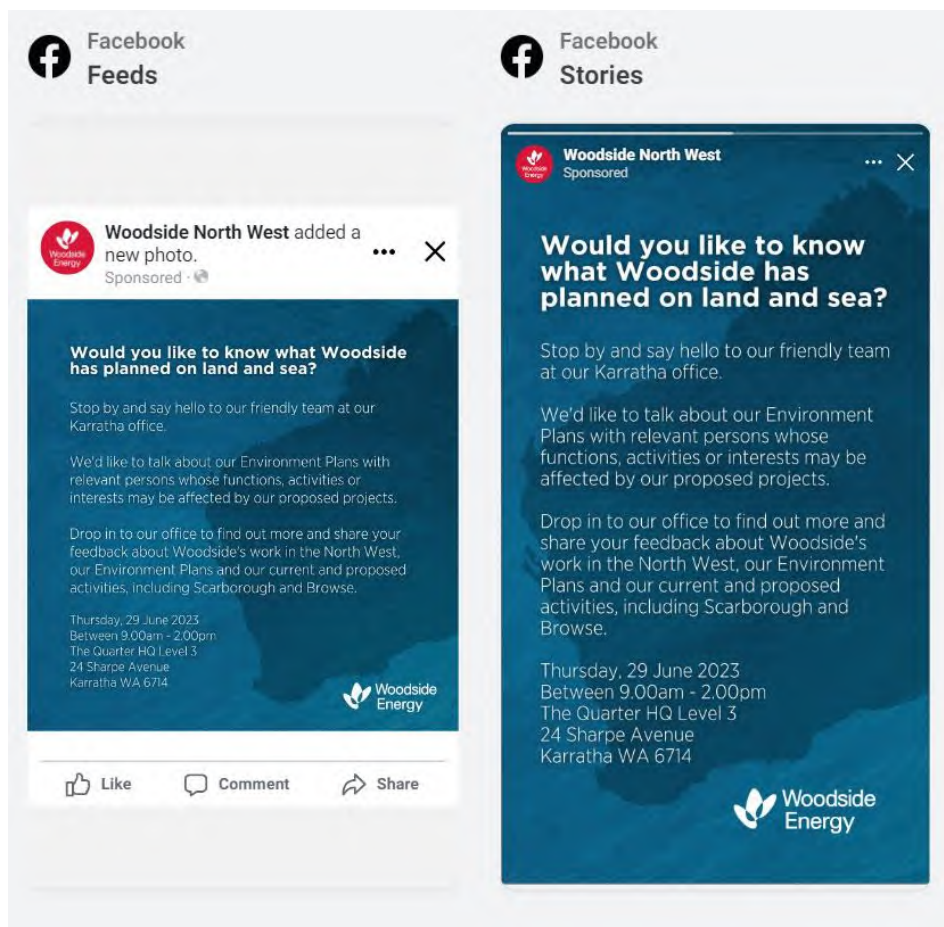 Facebook
Feeds
Woodside North West added a
new photo.
Sponsored ·
Woodside
Energy
Would you like to know what Woodside
has planned on land and sea?
Stop by and say hello to our friendly team at our
Karratha office.
We'd like to talk about our Environment Plans with
relevant persons whose functions, activities or
interests may be affected by our proposed projects.
Drop in to our office to find out more and share your
feedback about Woodside's work in the North West,
our Environment Plans and our current and proposed
activities, including Scarborough and Browse.
Thursday, 29 June 2023
Between 9.00am - 2.00pm
The Quarter HQ Level 3
24 Sharpe Avenue
Karratha WA 6714
Woodside
Energy
Like
Comment
Share
Facebook
Stories
Woodside North West
Sponsored
Woodside
Energy
Would you like to know
what Woodside has
planned on land and sea?
Stop by and say hello to our friendly team
at our Karratha office.
We'd like to talk about our Environment
Plans with relevant persons whose
functions, activities or interests may be
affected by our proposed projects.
Drop in to our office to find out more and
share your feedback about Woodside's
work in the North West, our Environment
Plans and our current and proposed
activities, including Scarborough and
Browse.
Thursday, 29 June 2023
Between 9.00am - 2.00pm
The Quarter HQ Level 3
24 Sharpe Avenue
Karratha WA 6714
Woodside
Energy